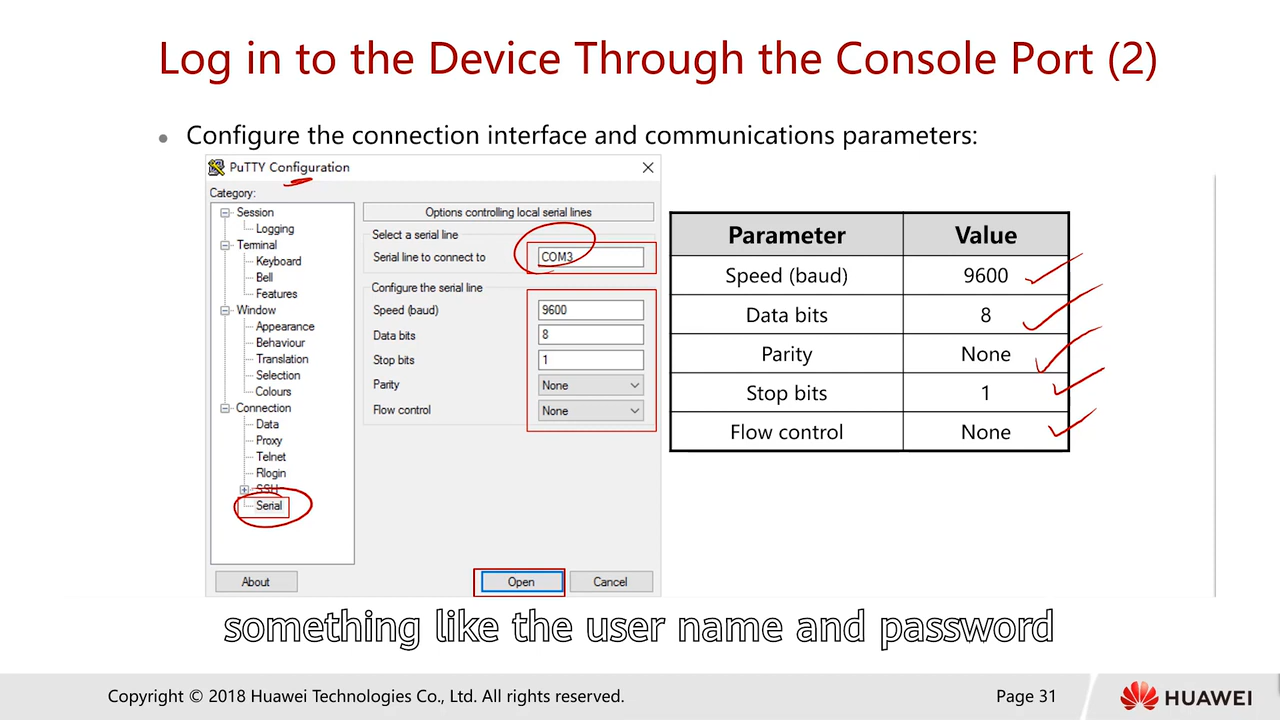 Log in to the Device Through the Console Port (2)
• Configure the connection interface and communications parameters:
PuTTY Configuration
Category:
Session
Logging
Terminal
Keyboard
Bell
Features
Window
Appearance
Behaviour
Translation
Selection
Colours
Connection
Data
Proxy
Telnet
Rlogin
SSH
Serial
Options controlling local serial lines
Select a serial line
Serial line to connect to COM3
Configure the serial line
Speed (baud) 9600
Data bits 8
Stop bits 1
Parity None
Flow control None
About Open Cancel
Parameter Value
Speed (baud) 9600
Data bits 8
Parity None
Stop bits 1
Flow control None
something like the user name and password
Copyright © 2018 Huawei Technologies Co., Ltd. All rights reserved. Page 31 HUAWEI